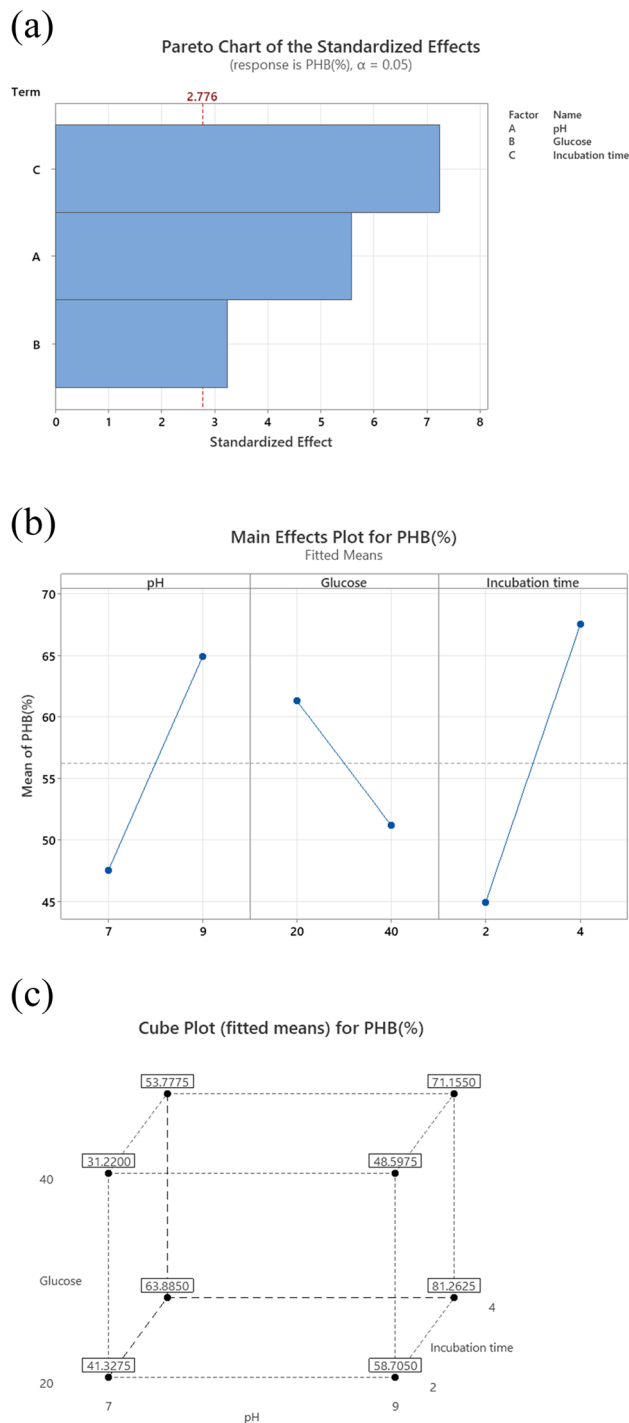 (a)
Pareto Chart of the Standardized Effects
(response is PHB(%), α = 0.05)
Term
2.776
Factor Name
A pH
B Glucose
C Incubation time
C
A
B
0 1 2 3 4 5 6 7 8
Standardized Effect
(b)
Main Effects Plot for PHB(%)
Fitted Means
pH Glucose Incubation time
70
65
60
55
50
45
Mean of PHB(%)
7 9 20 40 2 4
(c)
Cube Plot (fitted means) for PHB(%)
53.7775 71.1550
31.2200 48.5975
40
Glucose
63.8850 81.2625
4
Incubation time
41.3275 58.7050
20
2
7 9
pH